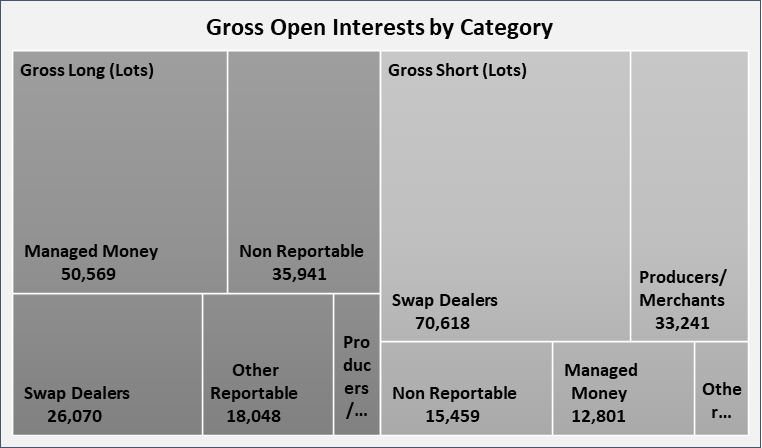 Gross Open Interests by Category
Gross Long (Lots)
Managed Money
50,569
Non Reportable
35,941
Swap Dealers
26,070
Other
Reportable
18,048
Pro
duc
ers
/...
Gross Short (Lots)
Swap Dealers
70,618
Producers/
Merchants
33,241
Non Reportable
15,459
Managed
Money
12,801
Othe
r...